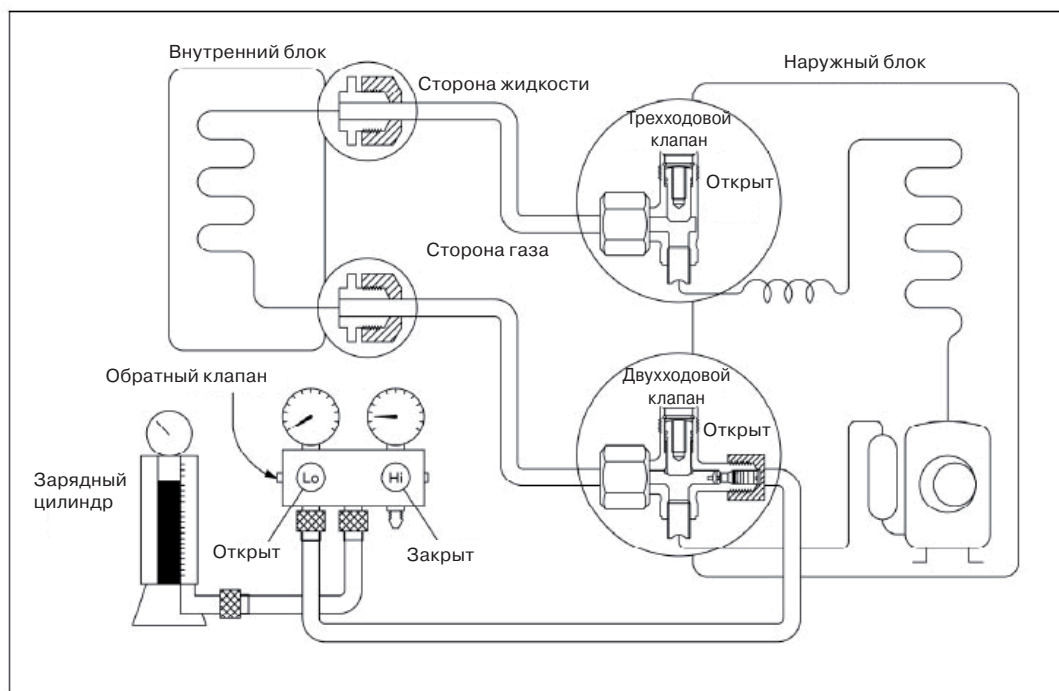 Внутренний блок
Сторона жидкости
Наружный блок
Трехходовой
клапан
Открыт
Сторона газа
Обратный клапан
Двухходовой
клапан
Открыт
Зарядный
цилиндр
Lo
Hi
Открыт
Закрыт